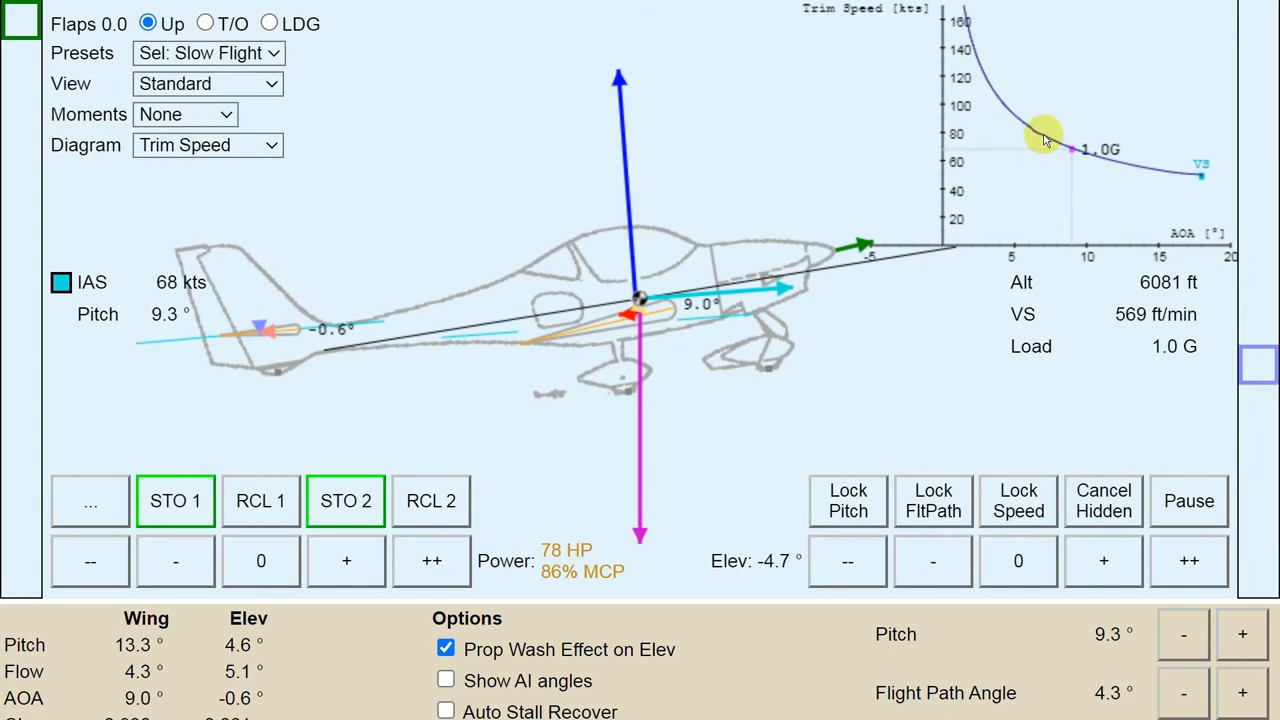 Flaps 0.0 Up T/O LDG
Presets Sel: Slow Flight
View Standard
Moments None
Diagram Trim Speed
Trim Speed [kts]
160
140
120
100
80
60
40
20
1.0G
VS
AOA [°]
-5 5 10 15 20
IAS 68 kts
Pitch 9.3 °
-0.6°
9.0°
Alt 6081 ft
VS 569 ft/min
Load 1.0 G
... STO 1 RCL 1 STO 2 RCL 2
-- - 0 + ++
Power: 78 HP
86% MCP
Lock Pitch Lock FltPath Lock Speed Cancel Hidden Pause
Elev: -4.7 ° -- - 0 + ++
Wing Elev
Pitch 13.3 ° 4.6 °
Flow 4.3 ° 5.1 °
AOA 9.0 ° -0.6 °
Options
Prop Wash Effect on Elev
Show AI angles
Auto Stall Recover
Pitch 9.3 ° - +
Flight Path Angle 4.3 ° - +